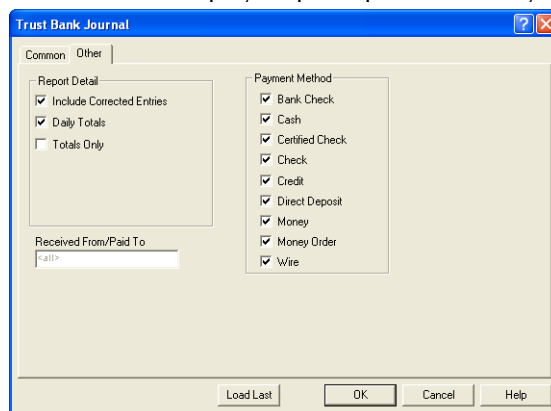 Trust Bank Journal
Common Other
Report Detail
Include Corrected Entries
Daily Totals
Totals Only
Received From/Paid To
<all>
Payment Method
Bank Check
Cash
Certified Check
Check
Credit
Direct Deposit
Money
Money Order
Wire
Load Last OK Cancel Help